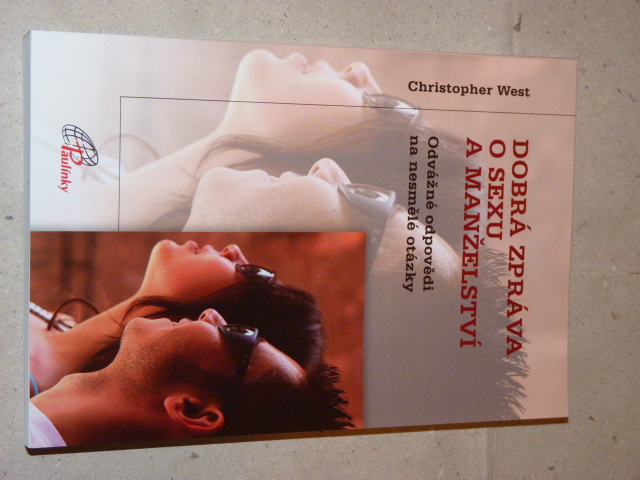 Christopher West
DOBRÁ ZPRÁVA
O SEXU
A MANŽELSTVÍ
Odvážné odpovědi
na nesmělé otázky
Paulínky